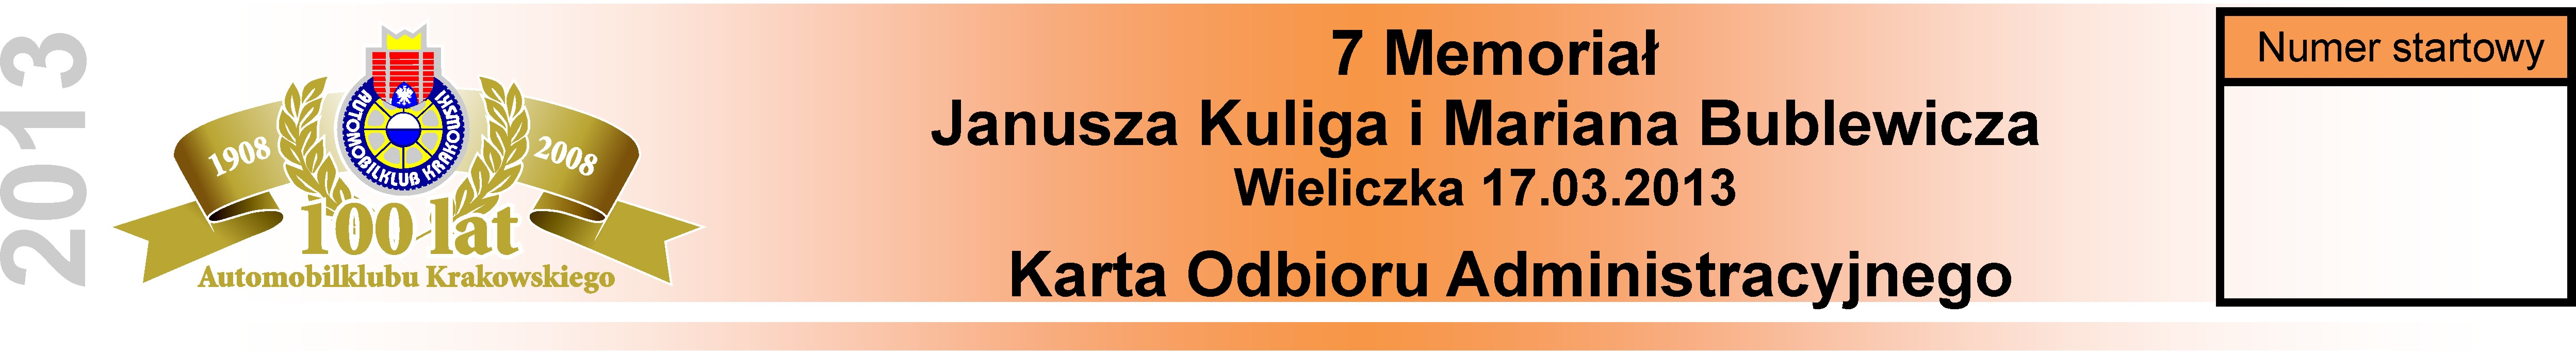 2013
1908
2008
AUTOMOBILKLUB KRAKOWSKI
100 lat
Automobilklubu Krakowskiego
7 Memoriał
Janusza Kuliga i Mariana Bublewicza
Wieliczka 17.03.2013
Karta Odbioru Administracyjnego
Numer startowy